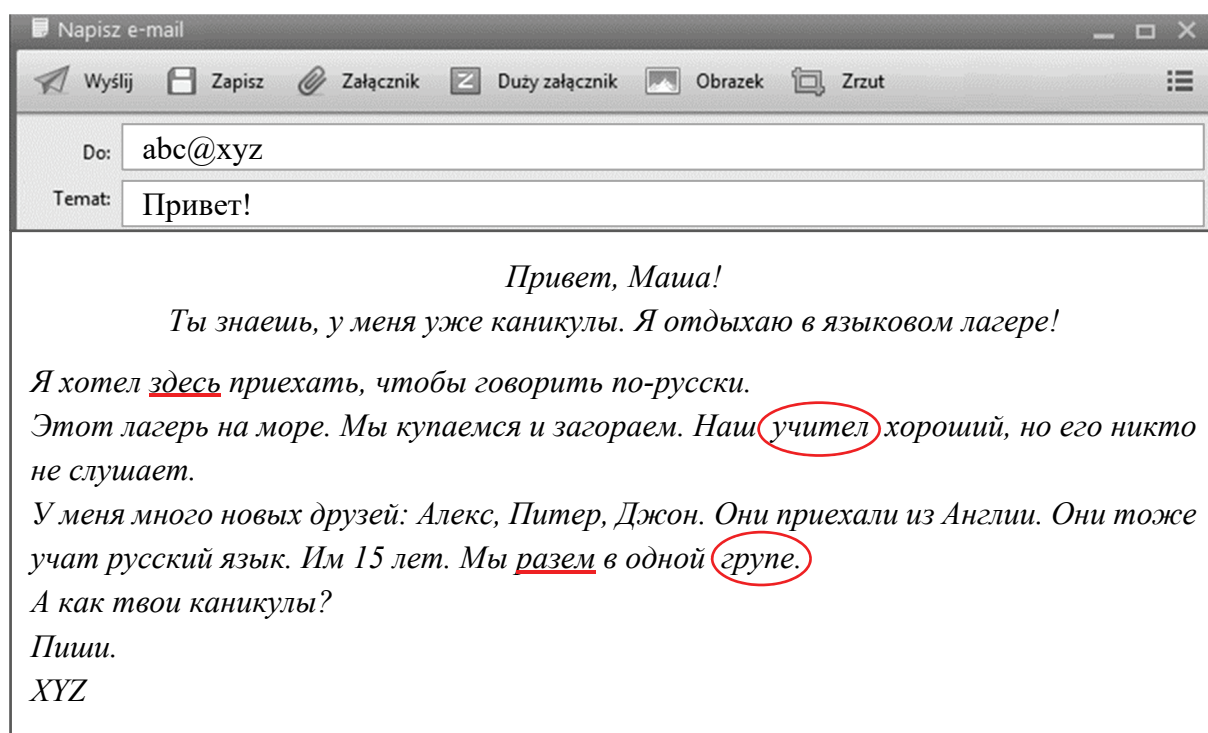 Napisz e-mail
Wyślij Zapisz Załącznik Duży załącznik Obrazek Zrzut
Do: abc@xyz
Temat: Привет!
Привет, Маша!
Ты знаешь, у меня уже каникулы. Я отдыхаю в языковом лагере!
Я хотел здесь приехать, чтобы говорить по-русски.
Этот лагерь на море. Мы купаемся и загораем. Наш учител хороший, но его никто
не слушает.
У меня много новых друзей: Алекс, Питер, Джон. Они приехали из Англии. Они тоже
учат русский язык. Им 15 лет. Мы разем в одной групе.
А как твои каникулы?
Пиши.
XYZ